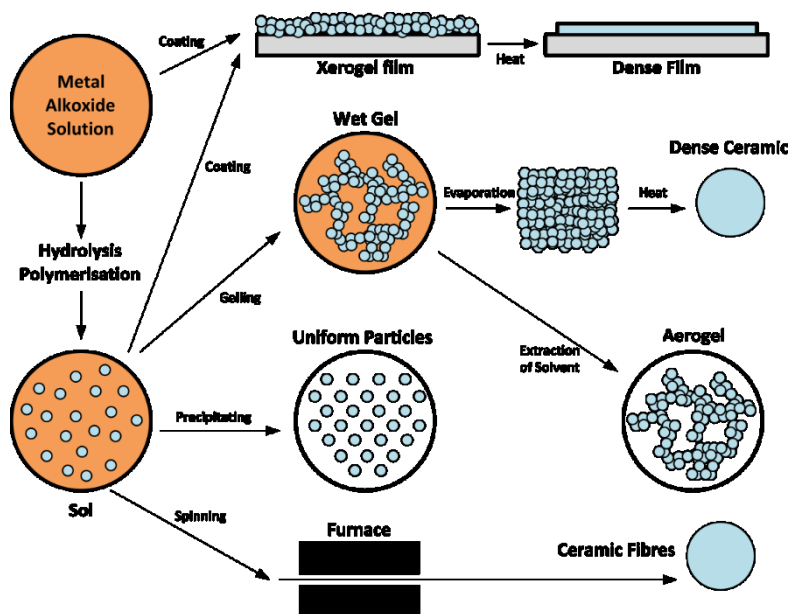 Coating
Xerogel film
Heat
Dense Film
Metal
Alkoxide
Solution
Coating
Wet Gel
Evaporation
Heat
Dense Ceramic
Hydrolysis
Polymerisation
Gelling
Uniform Particles
Extraction
of Solvent
Aerogel
Precipitating
Sol
Spinning
Furnace
Ceramic Fibres